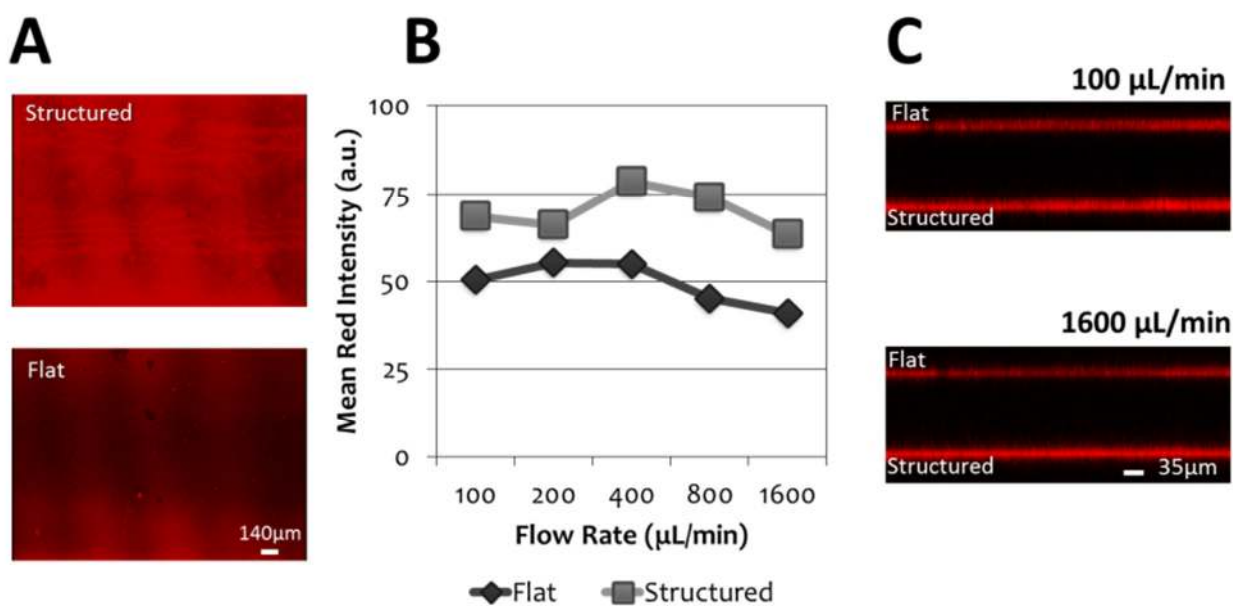 A
Structured
Flat
140μm
B
Mean Red Intensity (a.u.)
100
75
50
25
0
100 200 400 800 1600
Flow Rate (μL/min)
Flat Structured
C
100 μL/min
Flat
Structured
1600 μL/min
Flat
Structured
35μm